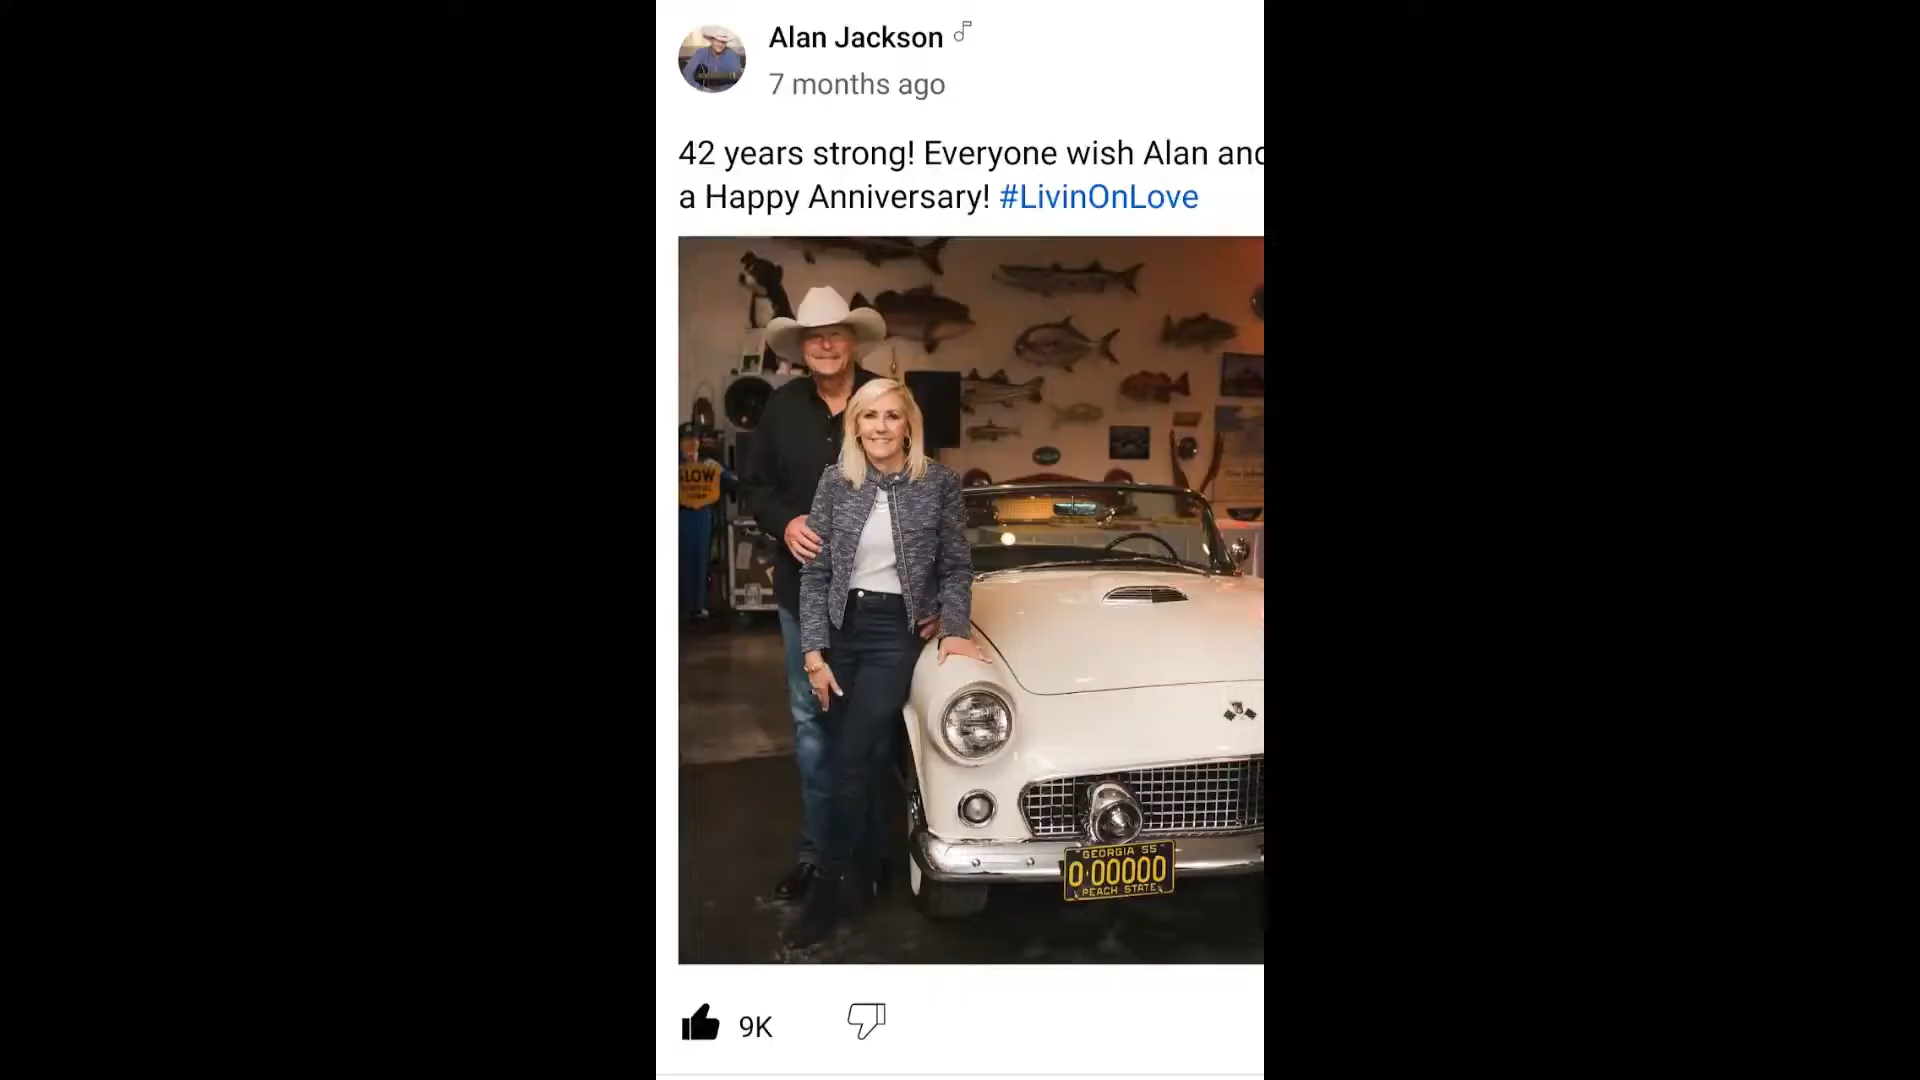 Alan Jackson
7 months ago
42 years strong! Everyone wish Alan and
a Happy Anniversary! #LivinOnLove
LOW
GEORGIA 55
0·00000
PEACH STATE
9K